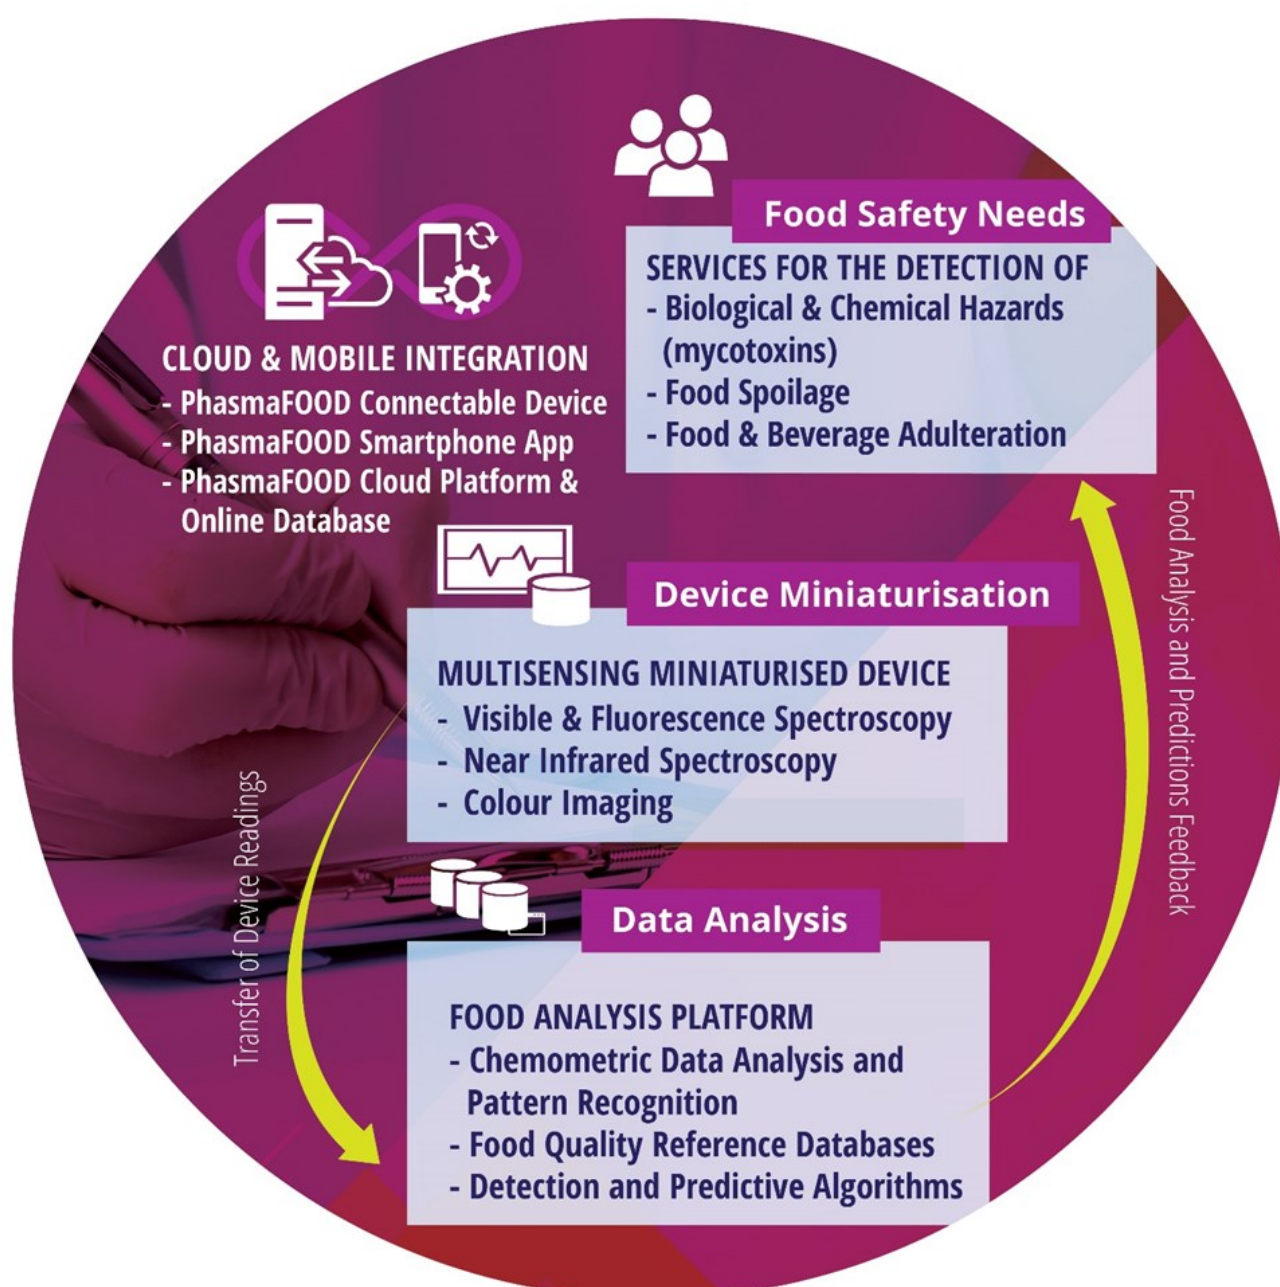 Food Safety Needs
SERVICES FOR THE DETECTION OF
- Biological & Chemical Hazards
(mycotoxins)
- Food Spoilage
- Food & Beverage Adulteration
CLOUD & MOBILE INTEGRATION
- PhasmaFOOD Connectable Device
- PhasmaFOOD Smartphone App
- PhasmaFOOD Cloud Platform &
Online Database
Device Miniaturisation
MULTISENSING MINIATURISED DEVICE
- Visible & Fluorescence Spectroscopy
- Near Infrared Spectroscopy
- Colour Imaging
Data Analysis
FOOD ANALYSIS PLATFORM
- Chemometric Data Analysis and
Pattern Recognition
- Food Quality Reference Databases
- Detection and Predictive Algorithms
Transfer of Device Readings
Food Analysis and Predictions Feedback